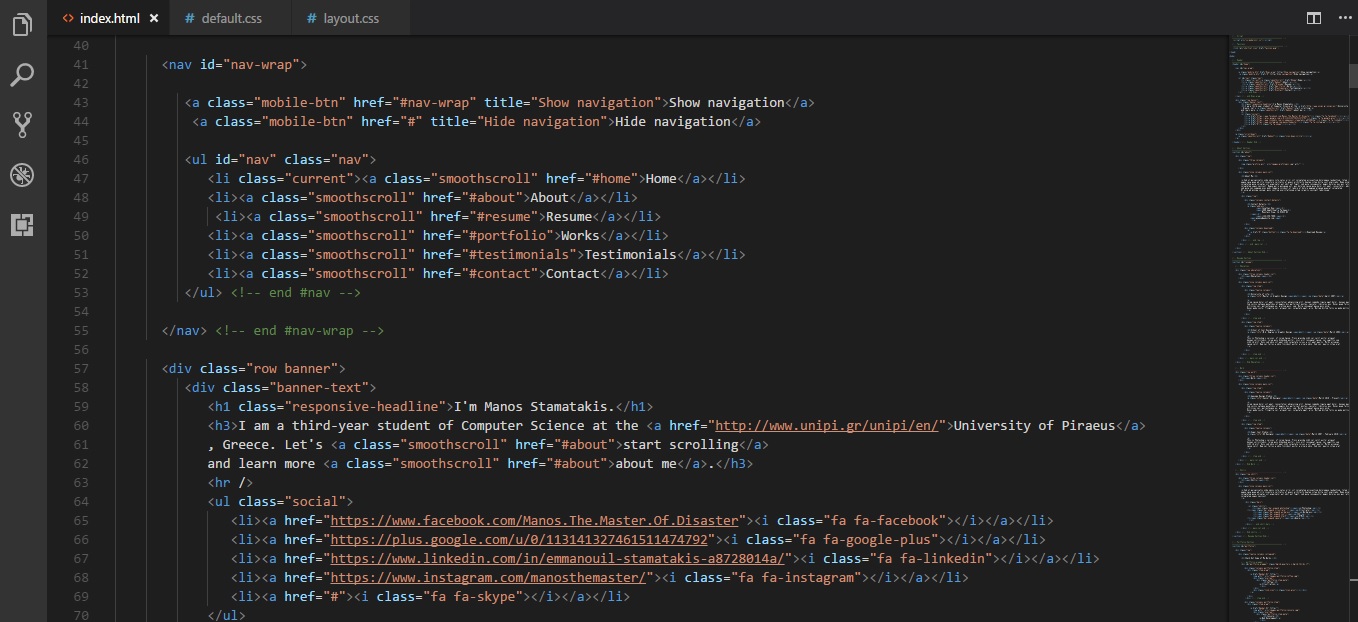 index.html
default.css
layout.css
40
41 <nav id="nav-wrap">
42
43 <a class="mobile-btn" href="#nav-wrap" title="Show navigation">Show navigation</a>
44 <a class="mobile-btn" href="#" title="Hide navigation">Hide navigation</a>
45
46 <ul id="nav" class="nav">
47 <li class="current"><a class="smoothscroll" href="#home">Home</a></li>
48 <li><a class="smoothscroll" href="#about">About</a></li>
49 <li><a class="smoothscroll" href="#resume">Resume</a></li>
50 <li><a class="smoothscroll" href="#portfolio">Works</a></li>
51 <li><a class="smoothscroll" href="#testimonials">Testimonials</a></li>
52 <li><a class="smoothscroll" href="#contact">Contact</a></li>
53 </ul> <!-- end #nav -->
54
55 </nav> <!-- end #nav-wrap -->
56
57 <div class="row banner">
58 <div class="banner-text">
59 <h1 class="responsive-headline">I'm Manos Stamatakis.</h1>
60 <h3>I am a third-year student of Computer Science at the <a href="http://www.unipi.gr/unipi/en/">University of Piraeus</a>
61 , Greece. Let's <a class="smoothscroll" href="#about">start scrolling</a>
62 and learn more <a class="smoothscroll" href="#about">about me</a>.</h3>
63 <hr />
64 <ul class="social">
65 <li><a href="https://www.facebook.com/Manos.The.Master.Of.Disaster"><i class="fa fa-facebook"></i></a></li>
66 <li><a href="https://plus.google.com/u/0/113141327461511474792"><i class="fa fa-google-plus"></i></a></li>
67 <li><a href="https://www.linkedin.com/in/emmanouil-stamatakis-a8728014a/"><i class="fa fa-linkedin"></i></a></li>
68 <li><a href="https://www.instagram.com/manosthemaster/"><i class="fa fa-instagram"></i></a></li>
69 <li><a href="#"><i class="fa fa-skype"></i></a></li>
70 </ul>